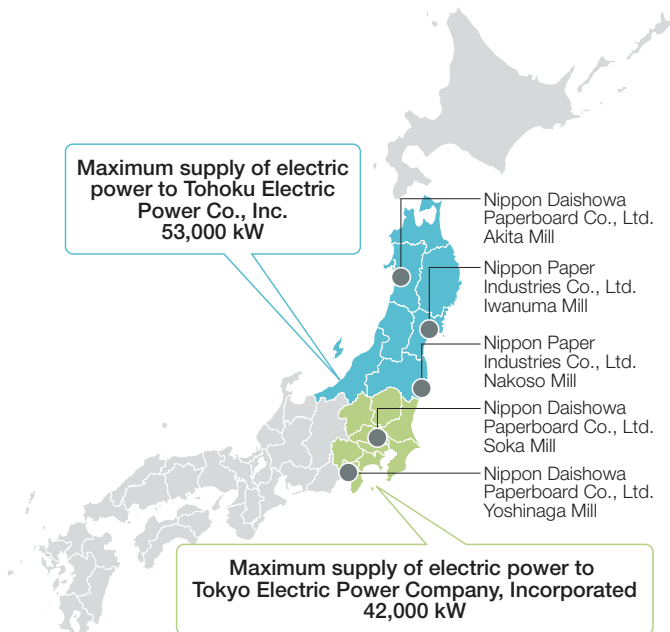 Maximum supply of electric
power to Tohoku Electric
Power Co., Inc.
53,000 kW
Nippon Daishowa
Paperboard Co., Ltd.
Akita Mill
Nippon Paper
Industries Co., Ltd.
Iwanuma Mill
Nippon Paper
Industries Co., Ltd.
Nakoso Mill
Nippon Daishowa
Paperboard Co., Ltd.
Soka Mill
Nippon Daishowa
Paperboard Co., Ltd.
Yoshinaga Mill
Maximum supply of electric power to
Tokyo Electric Power Company, Incorporated
42,000 kW